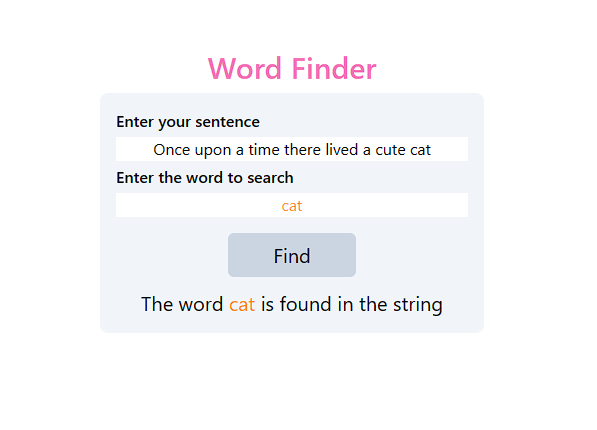 Word Finder
Enter your sentence
Once upon a time there lived a cute cat
Enter the word to search
cat
Find
The word cat is found in the string